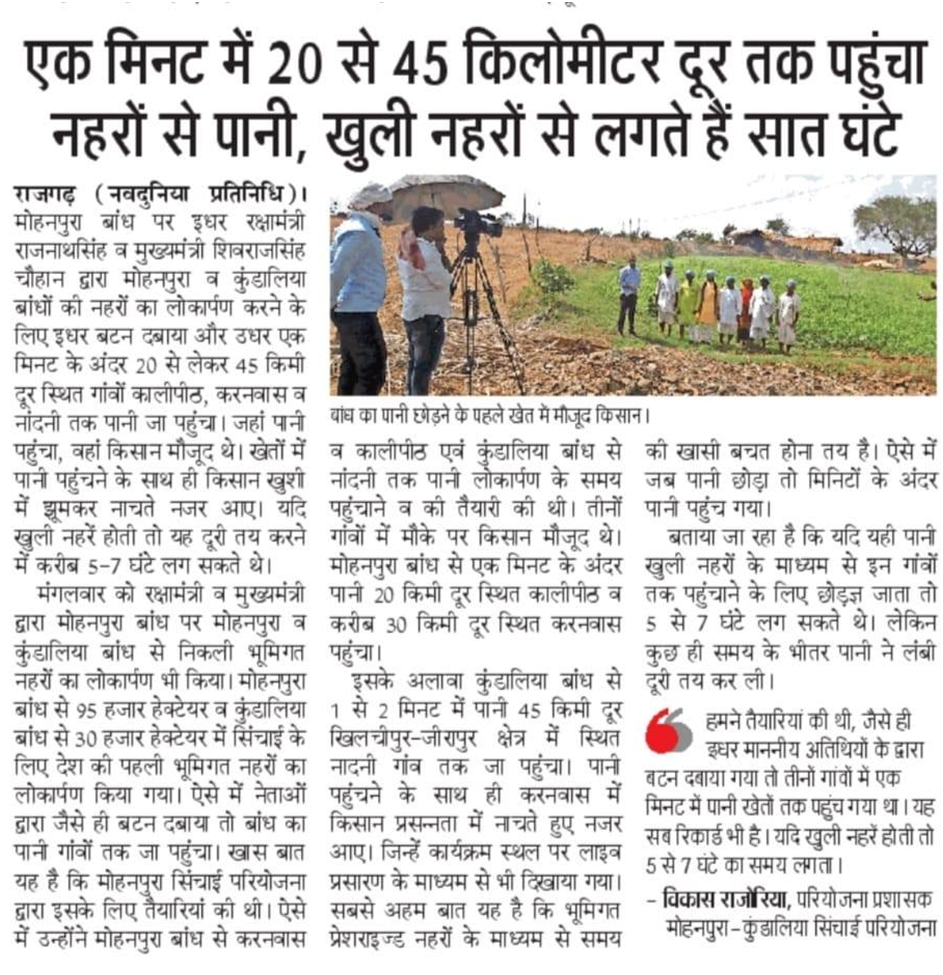 एक मिनट में 20 से 45 किलोमीटर दूर तक पहुंचा
नहरों से पानी, खुली नहरों से लगते हैं सात घंटे
राजगढ़ (नवदुनिया प्रतिनिधि)।
मोहनपुरा बांध पर इधर रक्षामंत्री
राजनाथसिंह व मुख्यमंत्री शिवराजसिंह
चौहान द्वारा मोहनपुरा व कुंडालिया
बांधों की नहरों का लोकार्पण करने के
लिए इधर बटन दबाया और उधर एक
मिनट के अंदर 20 से लेकर 45 किमी
दूर स्थित गांवों कालीपीठ, करनवास व
नांदनी तक पानी जा पहुंचा। जहां पानी
पहुंचा, वहां किसान मौजूद थे। खेतों में
पानी पहुंचने के साथ ही किसान खुशी
में झूमकर नाचते नजर आए। यदि
खुली नहरें होती तो यह दूरी तय करने
में करीब 5-7 घंटे लग सकते थे।
मंगलवार को रक्षामंत्री व मुख्यमंत्री
द्वारा मोहनपुरा बांध पर मोहनपुरा व
कुंडालिया बांध से निकली भूमिगत
नहरों का लोकार्पण भी किया। मोहनपुरा
बांध से 95 हजार हेक्टेयर व कुंडालिया
बांध से 30 हजार हेक्टेयर में सिंचाई के
लिए देश की पहली भूमिगत नहरों का
लोकार्पण किया गया। ऐसे में नेताओं
द्वारा जैसे ही बटन दबाया तो बांध का
पानी गांवों तक जा पहुंचा। खास बात
यह है कि मोहनपुरा सिंचाई परियोजना
द्वारा इसके लिए तैयारियां की थी। ऐसे
में उन्होंने मोहनपुरा बांध से करनवास
बांध का पानी छोड़ने के पहले खेत में मौजूद किसान।
व कालीपीठ एवं कुंडालिया बांध से
नांदनी तक पानी लोकार्पण के समय
पहुंचाने व की तैयारी की थी। तीनों
गांवों में मौके पर किसान मौजूद थे।
मोहनपुरा बांध से एक मिनट के अंदर
पानी 20 किमी दूर स्थित कालीपीठ व
करीब 30 किमी दूर स्थित करनवास
पहुंचा।
इसके अलावा कुंडालिया बांध से
1 से 2 मिनट में पानी 45 किमी दूर
खिलचीपुर-जीरापुर क्षेत्र में स्थित
नादनी गांव तक जा पहुंचा। पानी
पहुंचने के साथ ही करनवास में
किसान प्रसन्नता में नाचते हुए नजर
आए। जिन्हें कार्यक्रम स्थल पर लाइव
प्रसारण के माध्यम से भी दिखाया गया।
सबसे अहम बात यह है कि भूमिगत
प्रेशराइज्ड नहरों के माध्यम से समय
की खासी बचत होना तय है। ऐसे में
जब पानी छोड़ा तो मिनिटों के अंदर
पानी पहुंच गया।
बताया जा रहा है कि यदि यही पानी
खुली नहरों के माध्यम से इन गांवों
तक पहुंचाने के लिए छोड़ज्ञ जाता तो
5 से 7 घंटे लग सकते थे। लेकिन
कुछ ही समय के भीतर पानी ने लंबी
दूरी तय कर ली।
हमने तैयारियां की थी, जैसे ही
इधर माननीय अतिथियों के द्वारा
बटन दबाया गया तो तीनों गांवों में एक
मिनट में पानी खेतों तक पहुंच गया था। यह
सब रिकार्ड भी है। यदि खुली नहरें होती तो
5 से 7 घंटे का समय लगता।
- विकास राजोरिया, परियोजना प्रशासक
मोहनपुरा-कुंडालिया सिंचाई परियोजना